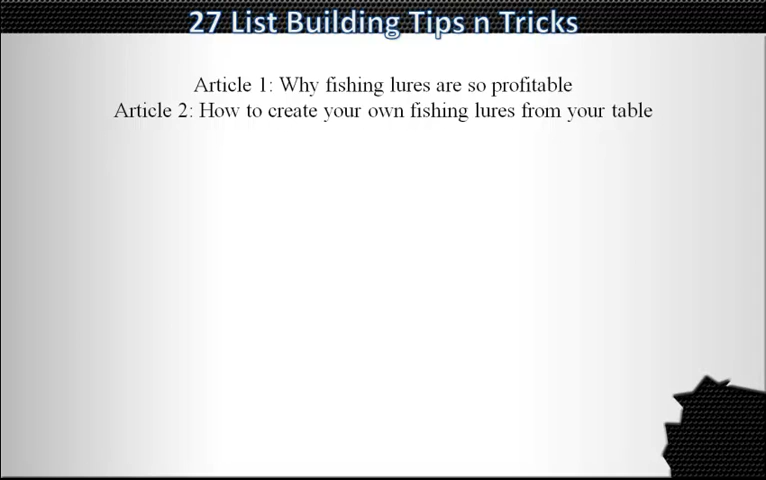 27 List Building Tips n Tricks
Article 1: Why fishing lures are so profitable
Article 2: How to create your own fishing lures from your table